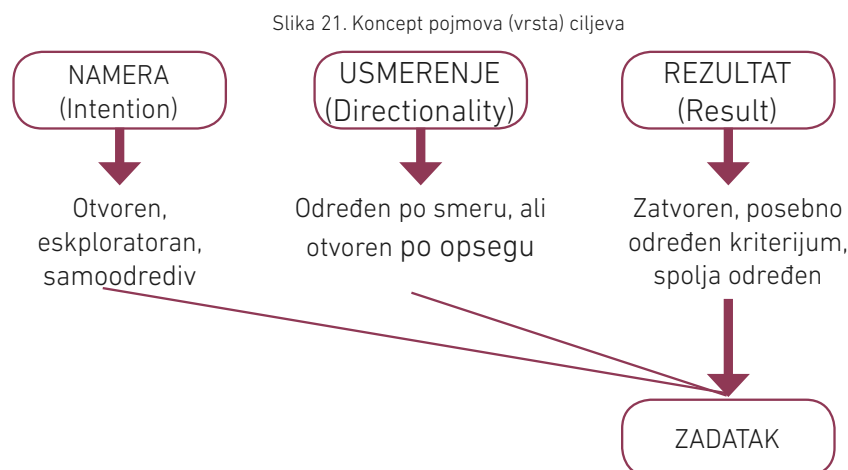 Slika 21. Koncept pojmova (vrsta) ciljeva
NAMERA
(Intention)
USMERENJE
(Directionality)
REZULTAT
(Result)
Otvoren,
eskploratoran,
samoodrediv
Određen po smeru, ali
otvoren po opsegu
Zatvoren, posebno
određen kriterijum,
spolja određen
ZADATAK